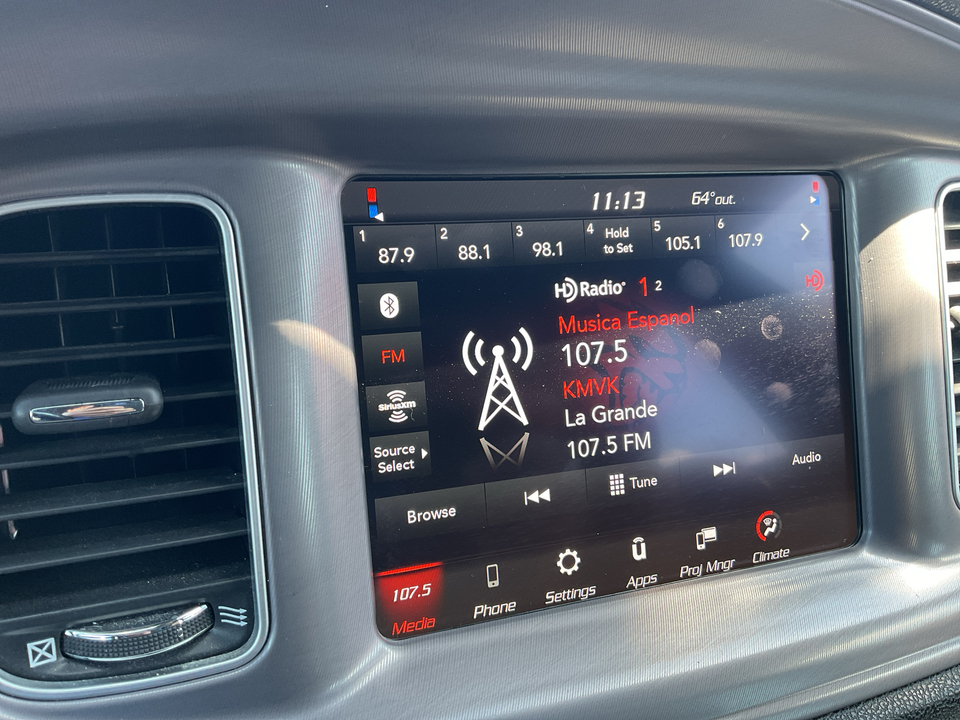 11:13 64°out.
1 87.9 2 88.1 3 98.1 4 Hold to Set 5 105.1 6 107.9
HD Radio 1 2
Musica Espanol
107.5
FM
KMVK
SiriusXM
La Grande
107.5 FM
Source Select
Browse Tune Audio
107.5
Media Phone Settings Apps Proj Mngr Climate